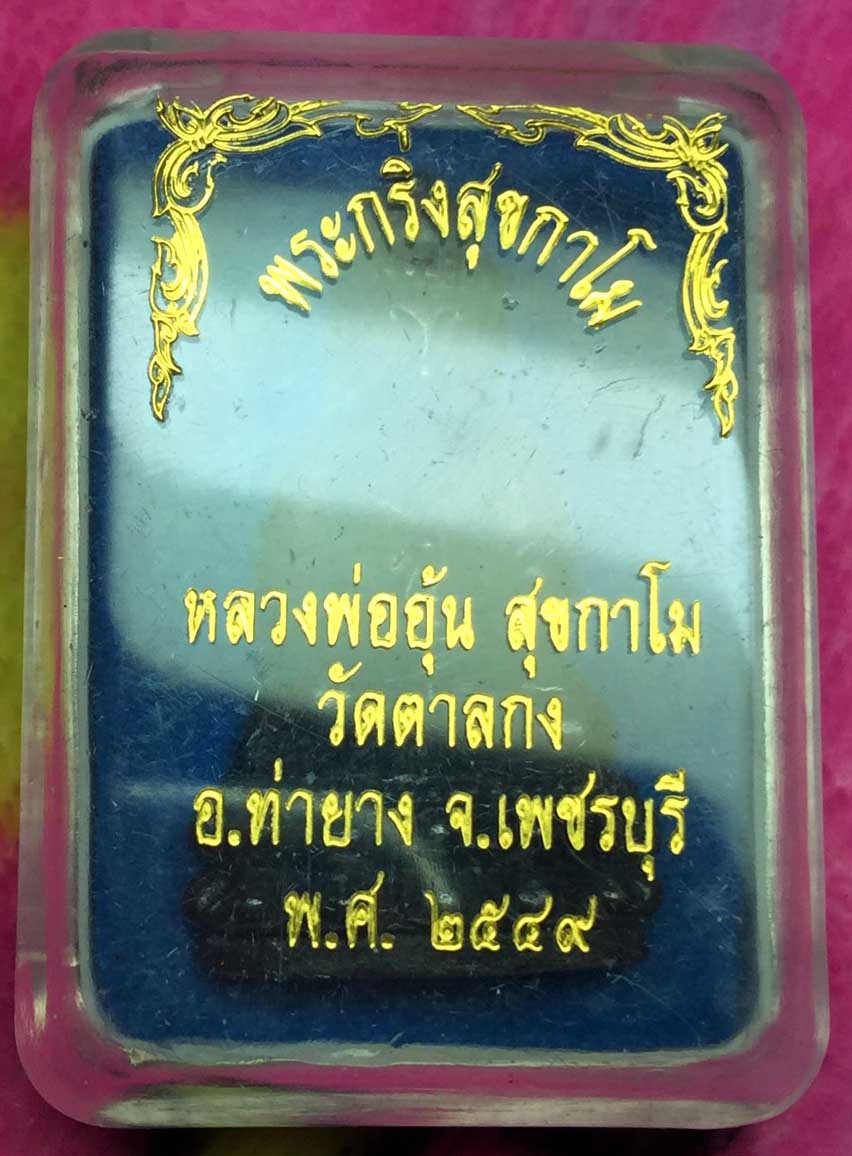 พระกริ่งสุขกาโม
หลวงพ่ออุ้น สุขกาโม
วัดตาลกง
อ.ท่ายาง จ.เพชรบุรี
พ.ศ. ๒๕๔๙